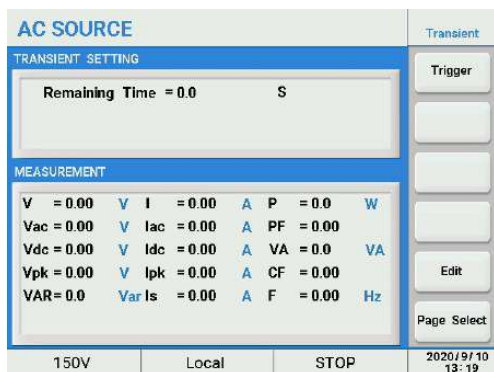 AC SOURCE
Transient
TRANSIENT SETTING
Remaining Time = 0.0 S
Trigger
MEASUREMENT
V = 0.00 V I = 0.00 A P = 0.0 W
Vac = 0.00 V Iac = 0.00 A PF = 0.00
Vdc = 0.00 V Idc = 0.00 A VA = 0.0 VA
Vpk = 0.00 V Ipk = 0.00 A CF = 0.00
VAR= 0.0 Var Is = 0.00 A F = 0.00 Hz
Edit
Page Select
150V Local STOP 2020/9/10
13:19